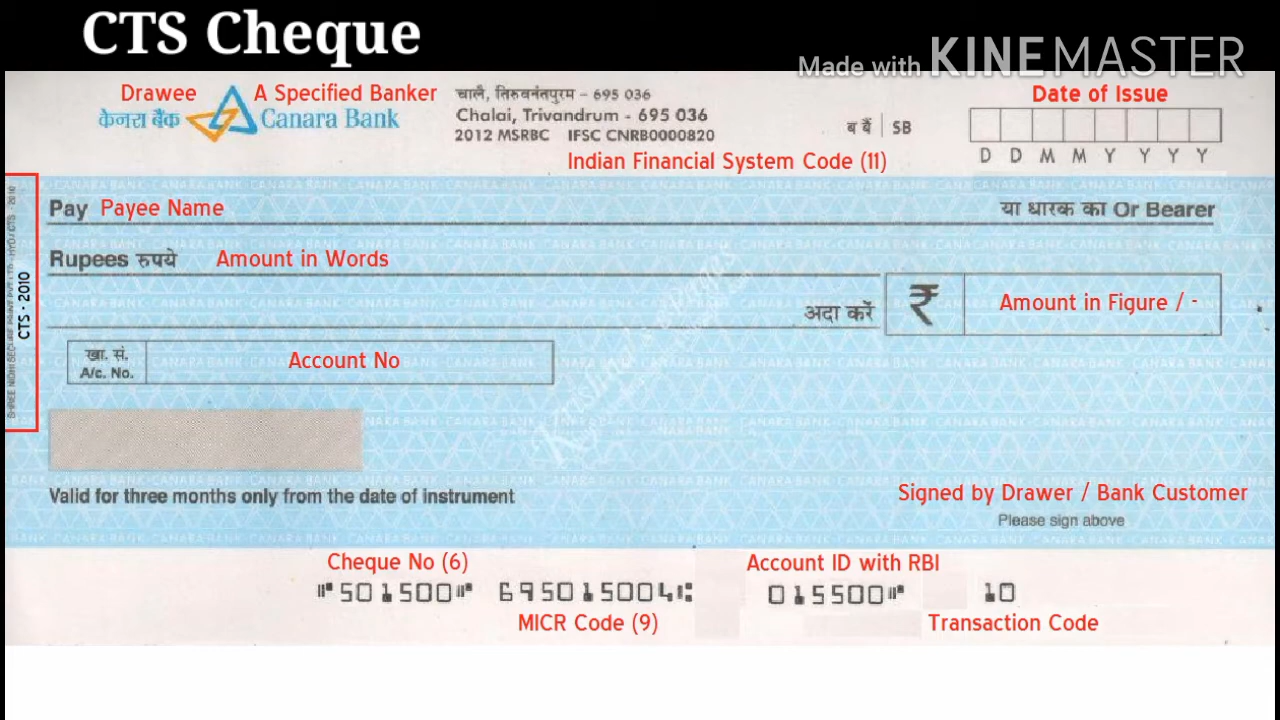 CTS Cheque
Made with KINEMASTER
Drawee A Specified Banker
केनरा बैंक Canara Bank
चालै, तिरुवनंतपुरम - 695 036
Chalai, Trivandrum - 695 036
2012 MSRBC IFSC CNRB0000820
Indian Financial System Code (11)
ब बैं | SB
Date of Issue
D D M M Y Y Y Y
Pay Payee Name
या धारक का Or Bearer
Rupees रुपये Amount in Words
अदा करें ₹ Amount in Figure / -
खा. सं.
A/c. No.
Account No
CTS - 2010
Valid for three months only from the date of instrument
Signed by Drawer / Bank Customer
Please sign above
Cheque No (6)
Account ID with RBI
⑈501500⑈ 695015004⑆ 015500⑈ 10
MICR Code (9)
Transaction Code